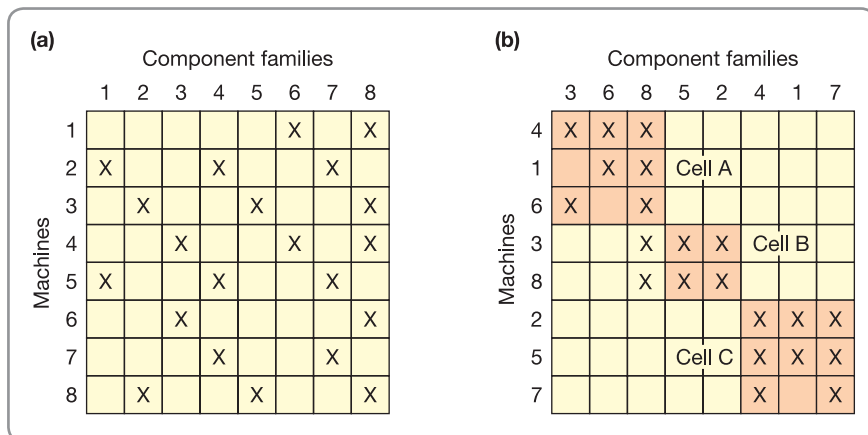 (a)
Component families
1 2 3 4 5 6 7 8
Machines
1 X X
2 X X X
3 X X X
4 X X X
5 X X X
6 X X
7 X X
8 X X X
(b)
Component families
3 6 8 5 2 4 1 7
Machines
4 X X X
1 X X Cell A
6 X X
3 X X X Cell B
8 X X X
2 X X X
5 Cell C X X X
7 X X